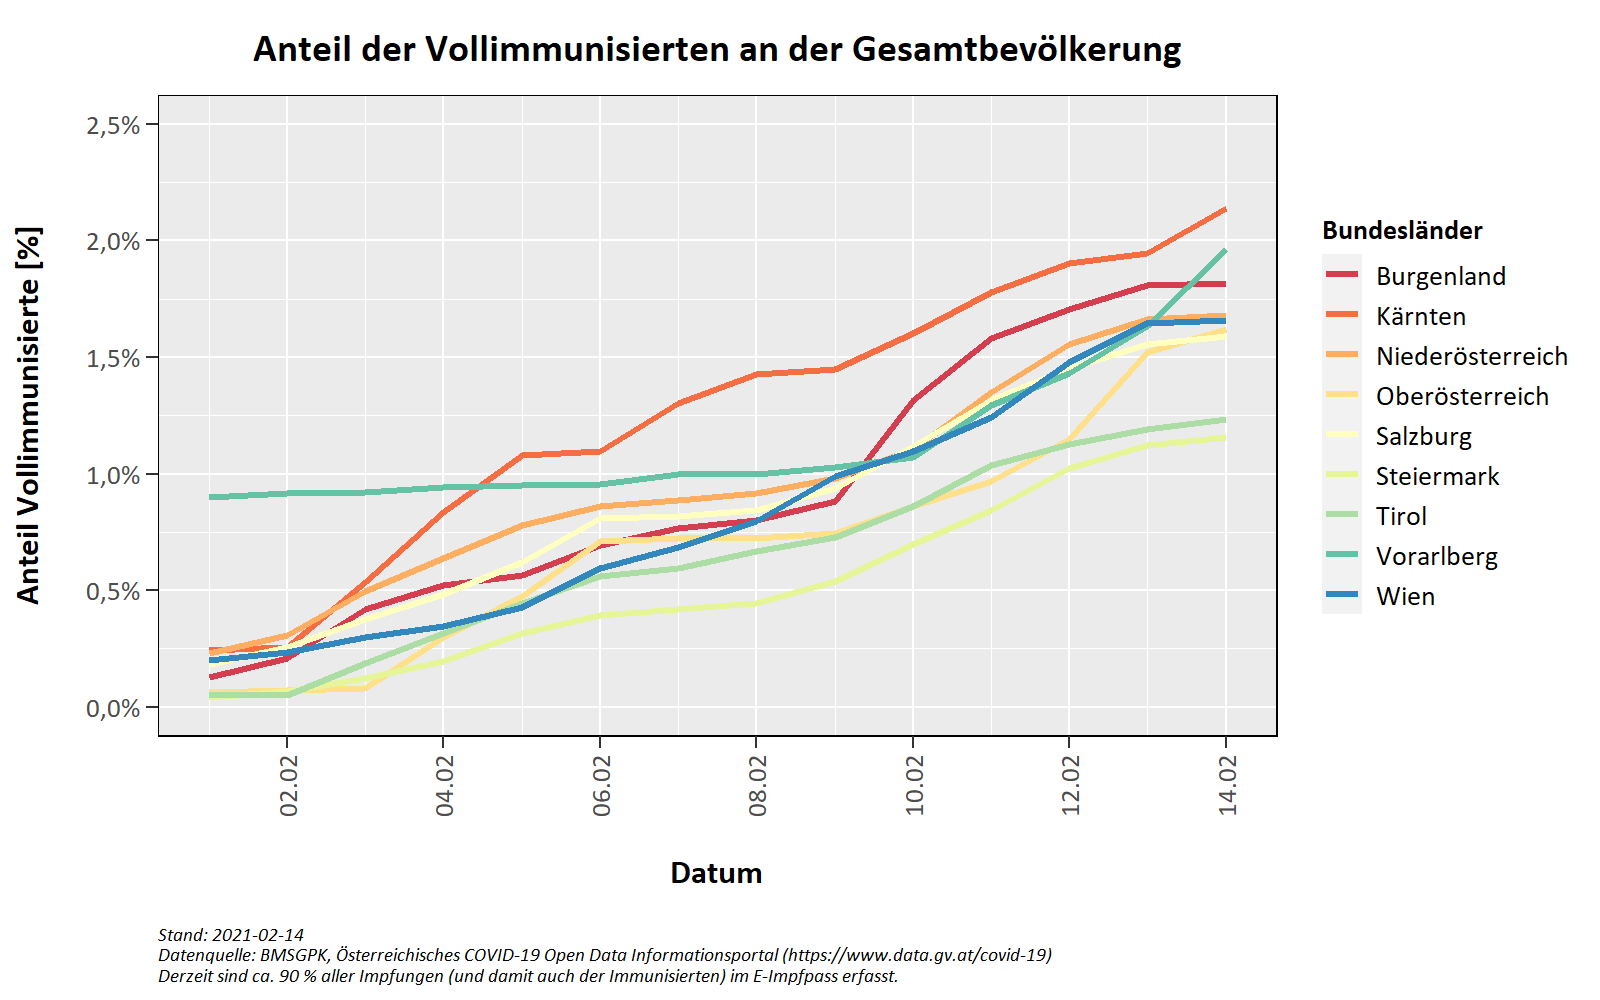 Anteil der Vollimmunisierten an der Gesamtbevölkerung
Anteil Vollimmunisierte [%]
2,5%
2,0%
1,5%
1,0%
0,5%
0,0%
02.02
04.02
06.02
08.02
10.02
12.02
14.02
Datum
Bundesländer
Burgenland
Kärnten
Niederösterreich
Oberösterreich
Salzburg
Steiermark
Tirol
Vorarlberg
Wien
Stand: 2021-02-14
Datenquelle: BMSGPK, Österreichisches COVID-19 Open Data Informationsportal (https://www.data.gv.at/covid-19)
Derzeit sind ca. 90 % aller Impfungen (und damit auch der Immunisierten) im E-Impfpass erfasst.